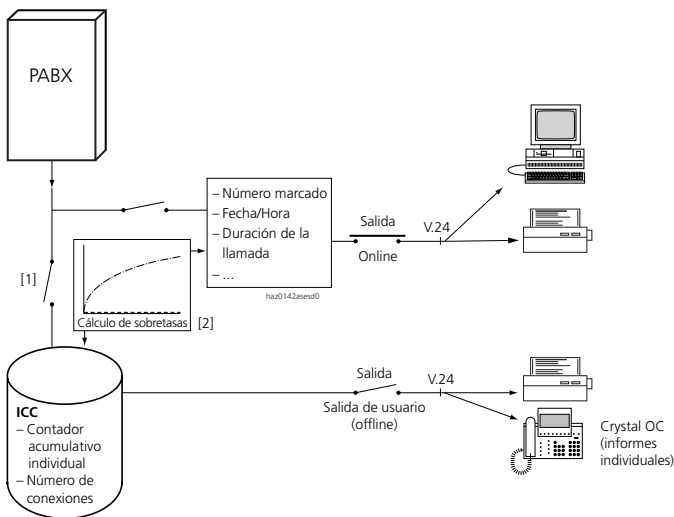 PABX
– Número marcado
– Fecha/Hora
– Duración de la
llamada
– ...
haz0142asesd0
Salida
Online
V.24
[1]
Cálculo de sobretasas
[2]
ICC
– Contador
acumulativo
individual
– Número de
conexiones
Salida
Salida de usuario
(offline)
V.24
Crystal OC
(informes
individuales)